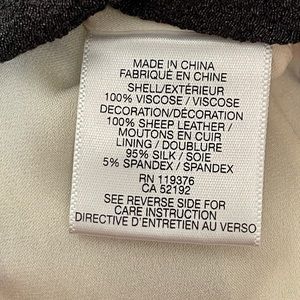 MADE IN CHINA
FABRIQUÉ EN CHINE
SHELL/EXTÉRIEUR
100% VISCOSE / VISCOSE
DECORATION/DÉCORATION
100% SHEEP LEATHER /
MOUTONS EN CUIR
LINING / DOUBLURE
95% SILK / SOIE
5% SPANDEX / SPANDEX
RN 119376
CA 52192
SEE REVERSE SIDE FOR
CARE INSTRUCTION
DIRECTIVE D'ENTRETIEN AU VERSO